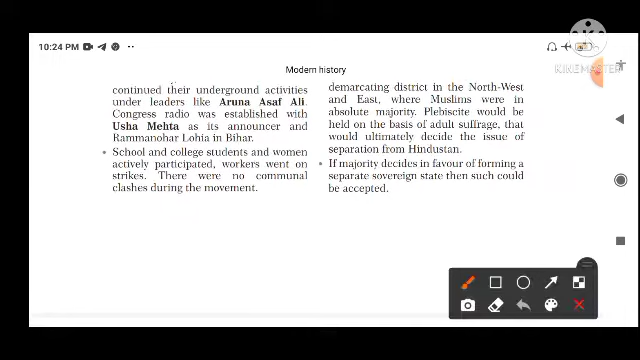 10:24 PM
KINEMASTER
Modern history
continued their underground activities
under leaders like Aruna Asaf Ali.
Congress radio was established with
Usha Mehta as its announcer and
Rammanohar Lohia in Bihar.
• School and college students and women
actively participated, workers went on
strikes. There were no communal
clashes during the movement.
demarcating district in the North-West
and East, where Muslims were in
absolute majority. Plebiscite would be
held on the basis of adult suffrage, that
would ultimately decide the issue of
separation from Hindustan.
• If majority decides in favour of forming a
separate sovereign state then such could
be accepted.